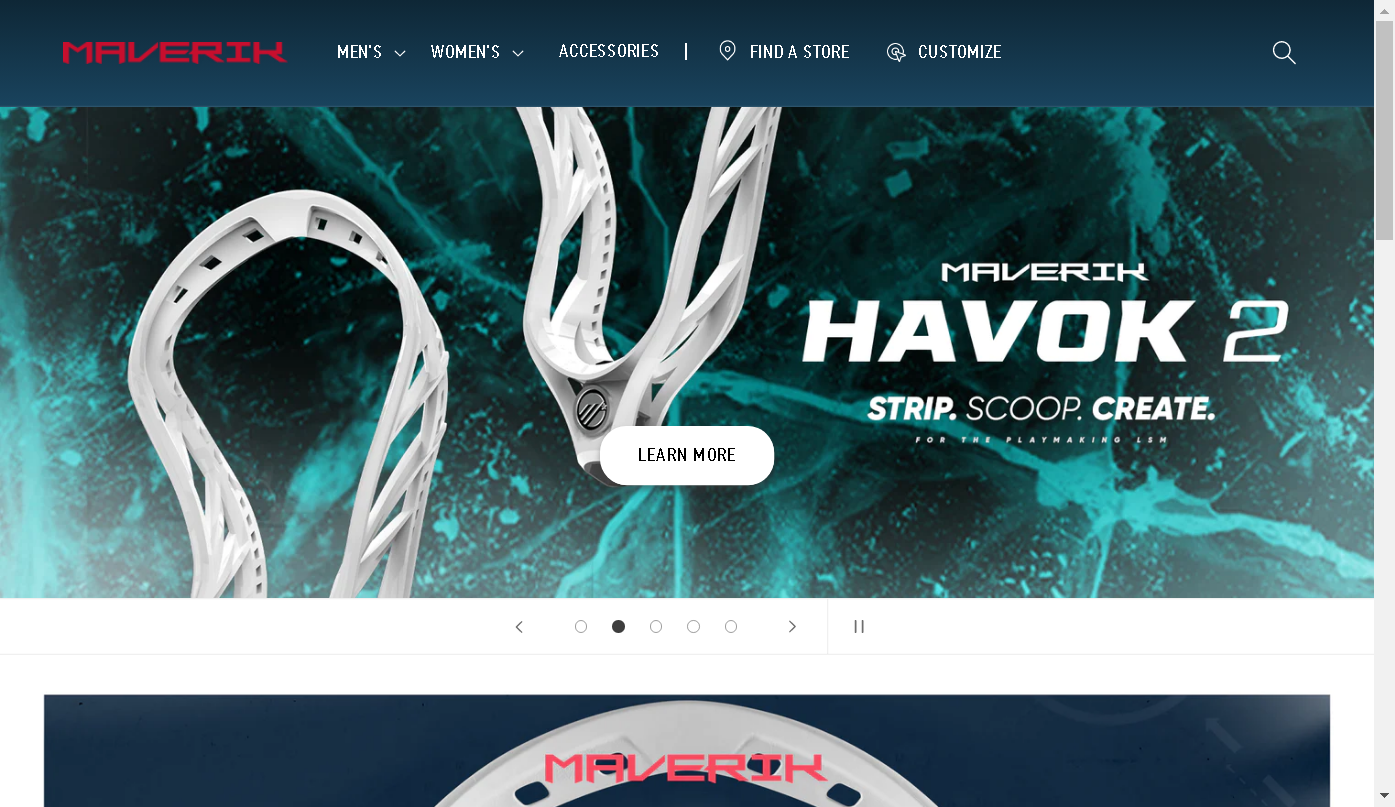 MAVERIK
MEN'S
WOMEN'S
ACCESSORIES
|
FIND A STORE
CUSTOMIZE
MAVERIK
HAVOK 2
STRIP. SCOOP. CREATE.
FOR THE PLAYMAKING LSM
LEARN MORE
MAVERIK